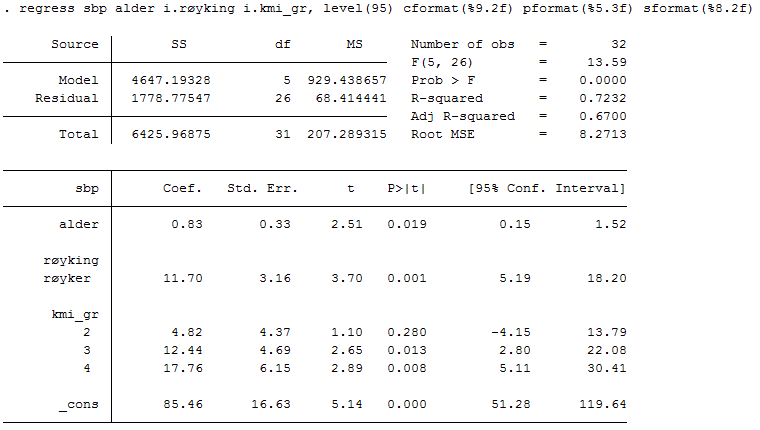 . regress sbp alder i.røyking i.kmi_gr, level(95) cformat(%9.2f) pformat(%5.3f) sformat(%8.2f)
Source SS df MS Number of obs = 32
F(5, 26) = 13.59
Model 4647.19328 5 929.438657 Prob > F = 0.0000
Residual 1778.77547 26 68.414441 R-squared = 0.7232
Adj R-squared = 0.6700
Total 6425.96875 31 207.289315 Root MSE = 8.2713
sbp Coef. Std. Err. t P>|t| [95% Conf. Interval]
alder 0.83 0.33 2.51 0.019 0.15 1.52
røyking
røyker 11.70 3.16 3.70 0.001 5.19 18.20
kmi_gr
2 4.82 4.37 1.10 0.280 -4.15 13.79
3 12.44 4.69 2.65 0.013 2.80 22.08
4 17.76 6.15 2.89 0.008 5.11 30.41
_cons 85.46 16.63 5.14 0.000 51.28 119.64